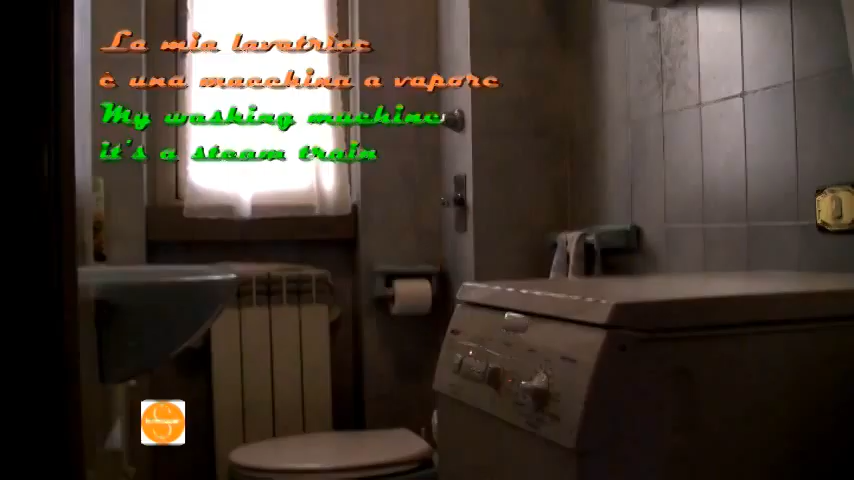 La mia lavatrice
è una macchina a vapore
My washing machine
it's a steam train